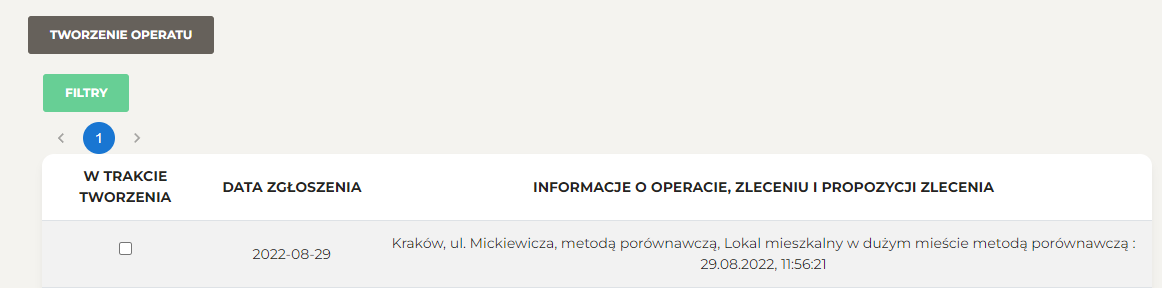 TWORZENIE OPERATU
FILTRY
1
W TRAKCIE
TWORZENIA
DATA ZGŁOSZENIA
INFORMACJE O OPERACIE, ZLECENIU I PROPOZYCJI ZLECENIA
2022-08-29
Kraków, ul. Mickiewicza, metodą porównawczą, Lokal mieszkalny w dużym mieście metodą porównawczą :
29.08.2022, 11:56:21